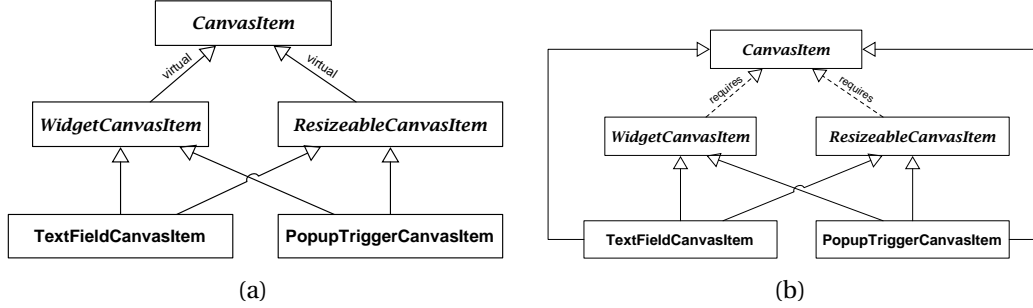 CanvasItem
virtual virtual
WidgetCanvasItem ResizeableCanvasItem
TextFieldCanvasItem PopupTriggerCanvasItem
(a)
CanvasItem
requires requires
WidgetCanvasItem ResizeableCanvasItem
TextFieldCanvasItem PopupTriggerCanvasItem
(b)